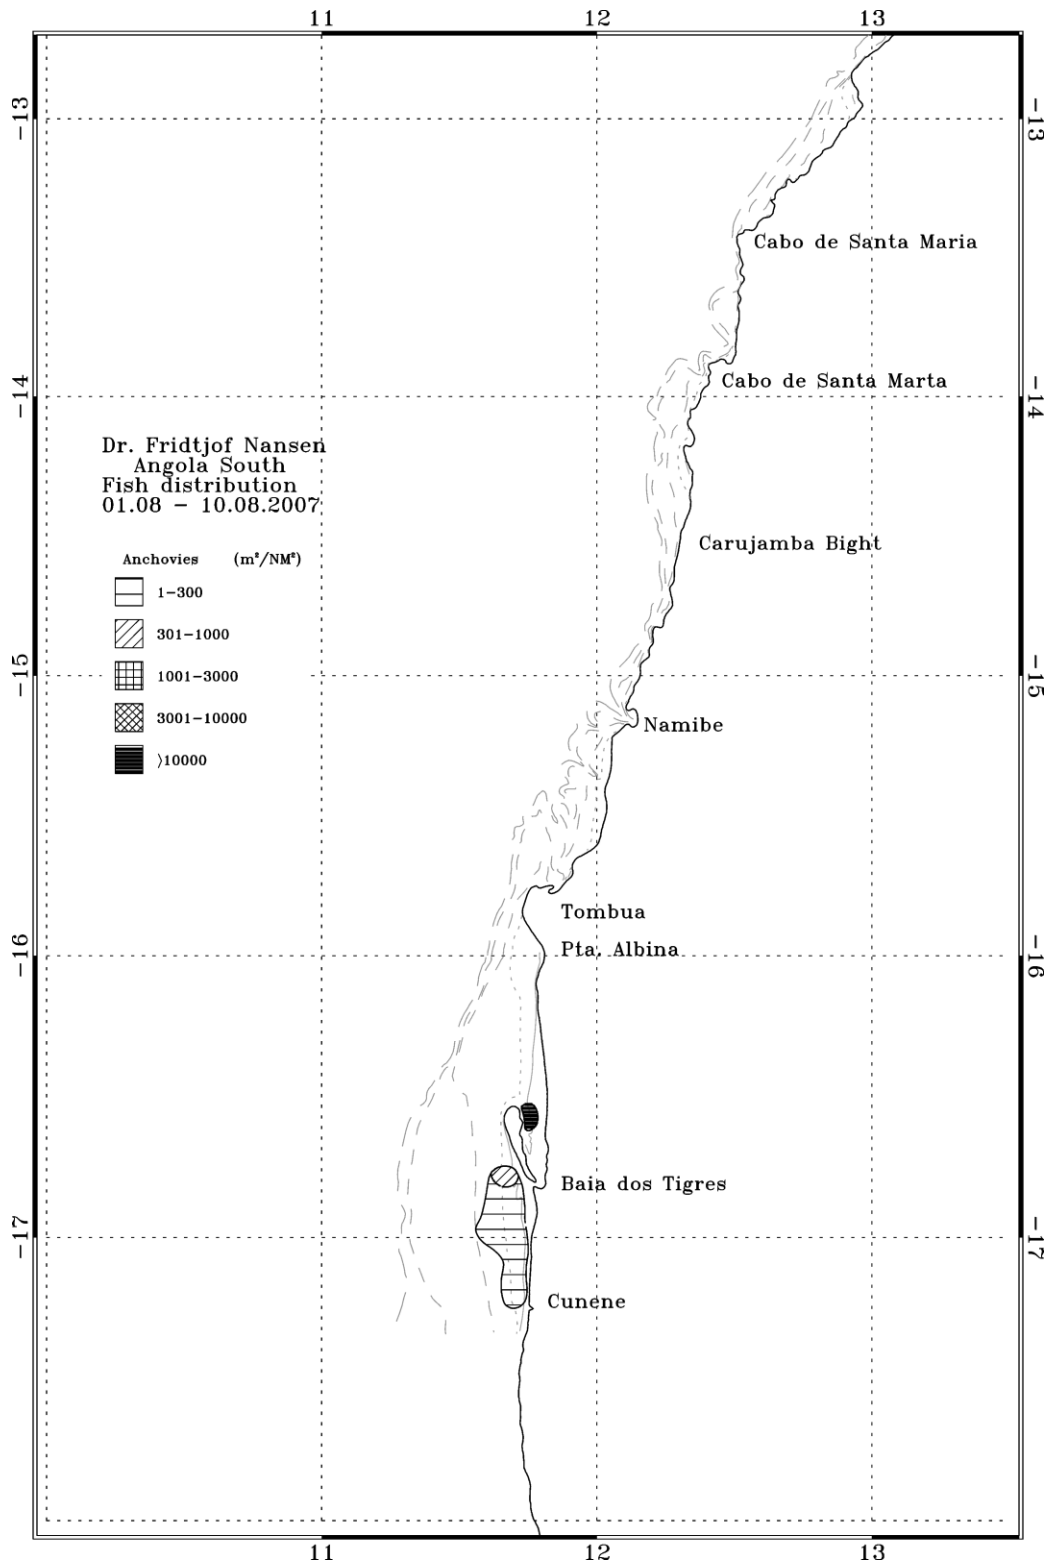 11 12 13
-13 -13
Cabo de Santa Maria
Cabo de Santa Marta
-14 -14
Dr. Fridtjof Nansen
Angola South
Fish distribution
01.08 - 10.08.2007
Carujamba Bight
Anchovies (m²/NM²)
1-300
301-1000
1001-3000
3001-10000
>10000
-15 -15
Namibe
Tombua
Pta. Albina
-16 -16
Baia dos Tigres
-17 -17
Cunene
11 12 13